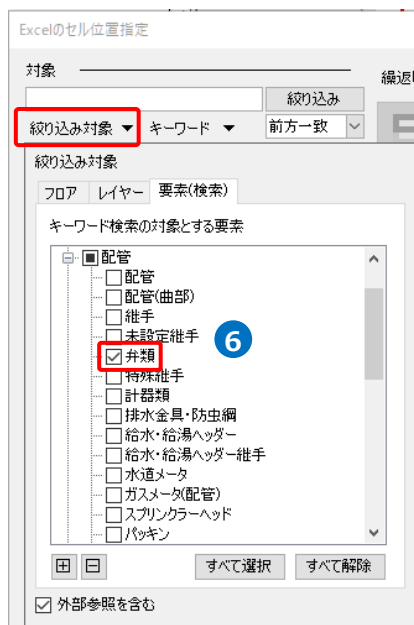 Excelのセル位置指定
対象
繰返し
絞り込み
絞り込み対象 ▼ キーワード ▼ 前方一致
絞り込み対象
フロア レイヤー 要素(検索)
キーワード検索の対象とする要素
配管
配管
配管(曲部)
継手
未設定継手
6
弁類
特殊継手
計器類
排水金具・防虫網
給水・給湯ヘッダー
給水・給湯ヘッダー継手
水道メータ
ガスメータ(配管)
スプリンクラーヘッド
パッキン
すべて選択 すべて解除
外部参照を含む